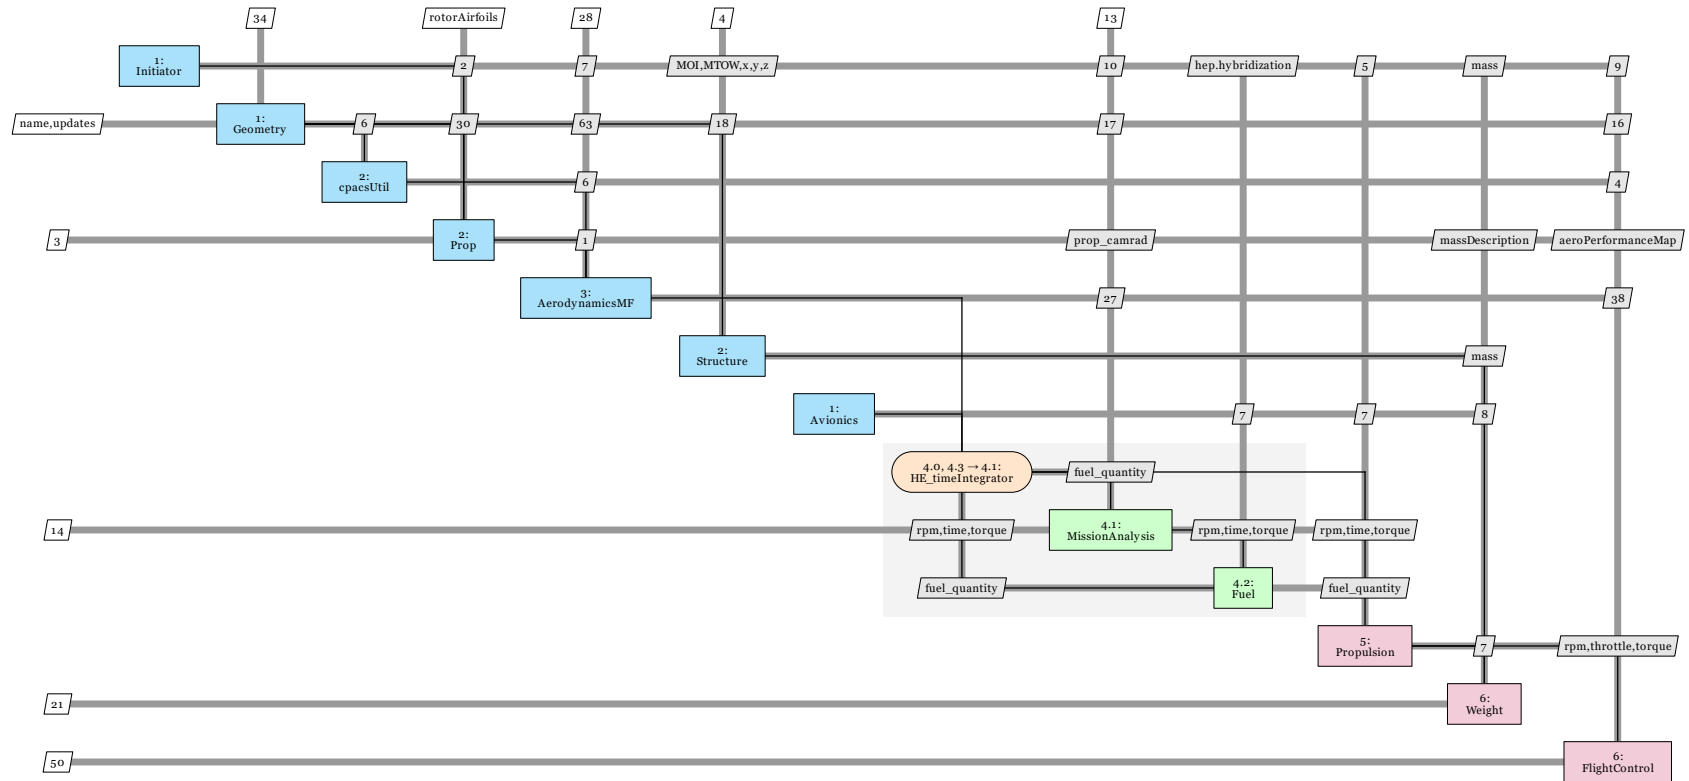 34
rotorAirfoils
28
4
13
1:
Initiator
2
7
MOI,MTOW,x,y,z
10
hep.hybridization
5
mass
9
name,updates
1:
Geometry
6
30
63
18
17
16
2:
cpacsUtil
6
4
3
2:
Prop
1
prop_camrad
massDescription
aeroPerformanceMap
3:
AerodynamicsMF
27
38
2:
Structure
mass
1:
Avionics
7
7
8
4.0, 4.3 → 4.1:
HE_timeIntegrator
fuel_quantity
14
rpm,time,torque
4.1:
MissionAnalysis
rpm,time,torque
rpm,time,torque
fuel_quantity
4.2:
Fuel
fuel_quantity
5:
Propulsion
7
rpm,throttle,torque
21
6:
Weight
50
6:
FlightControl